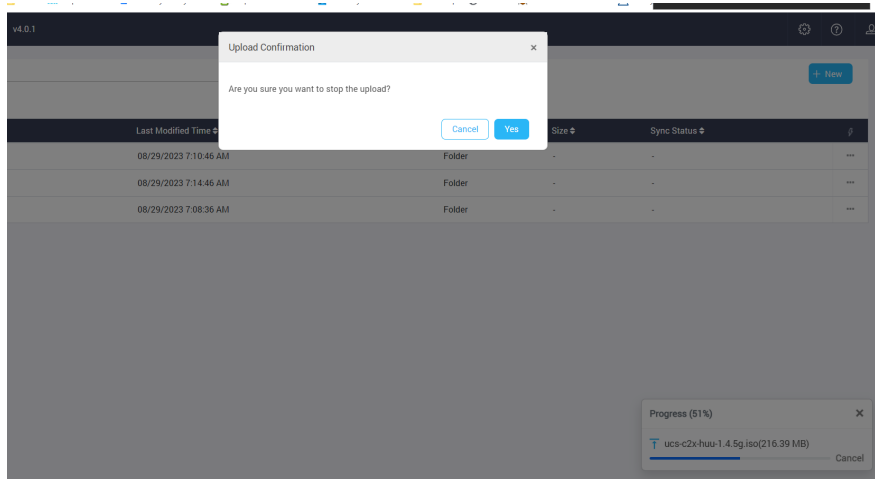 v4.0.1
Upload Confirmation ×
Are you sure you want to stop the upload?
Cancel Yes
+ New
Last Modified Time Size Sync Status
08/29/2023 7:10:46 AM Folder - - ...
08/29/2023 7:14:46 AM Folder - - ...
08/29/2023 7:08:36 AM Folder - - ...
Progress (51%) ×
ucs-c2x-huu-1.4.5g.iso(216.39 MB)
Cancel